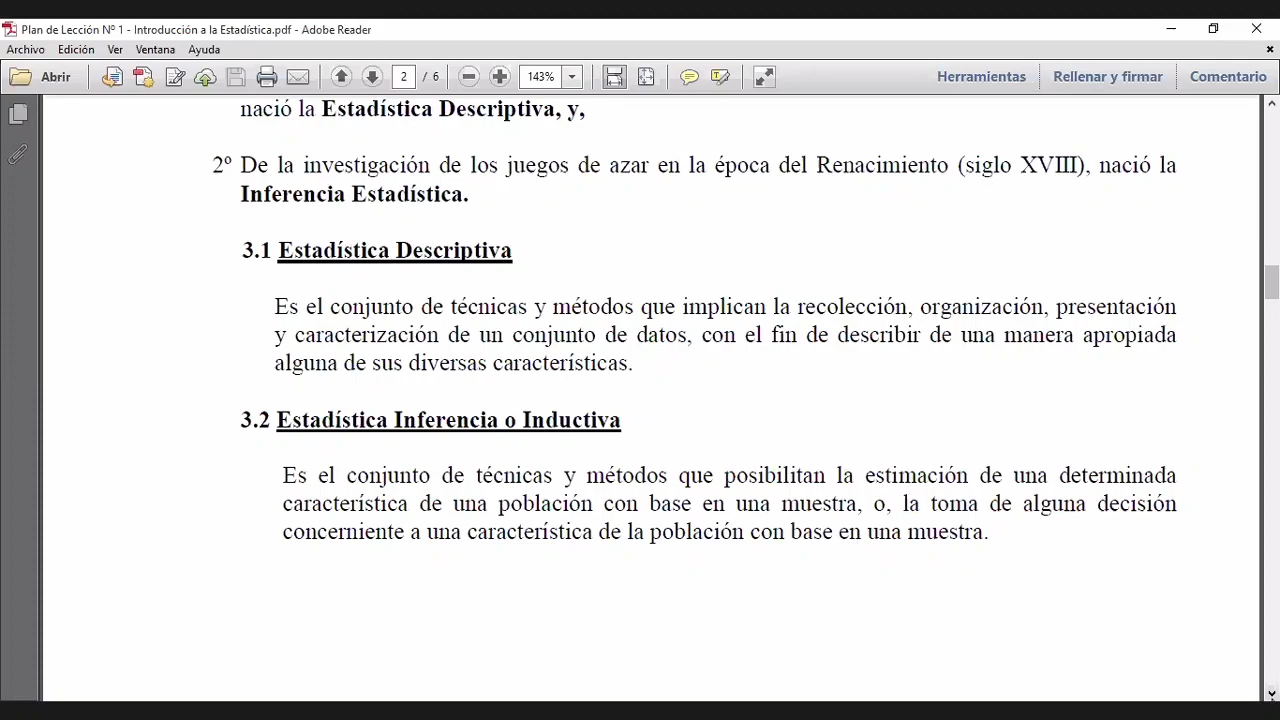 Plan de Lección Nº 1 - Introducción a la Estadística.pdf - Adobe Reader
Archivo Edición Ver Ventana Ayuda
Abrir 2 / 6 143% Herramientas Rellenar y firmar Comentario
nació la Estadística Descriptiva, y,
2º De la investigación de los juegos de azar en la época del Renacimiento (siglo XVIII), nació la
Inferencia Estadística.
3.1 Estadística Descriptiva
Es el conjunto de técnicas y métodos que implican la recolección, organización, presentación
y caracterización de un conjunto de datos, con el fin de describir de una manera apropiada
alguna de sus diversas características.
3.2 Estadística Inferencia o Inductiva
Es el conjunto de técnicas y métodos que posibilitan la estimación de una determinada
característica de una población con base en una muestra, o, la toma de alguna decisión
concerniente a una característica de la población con base en una muestra.